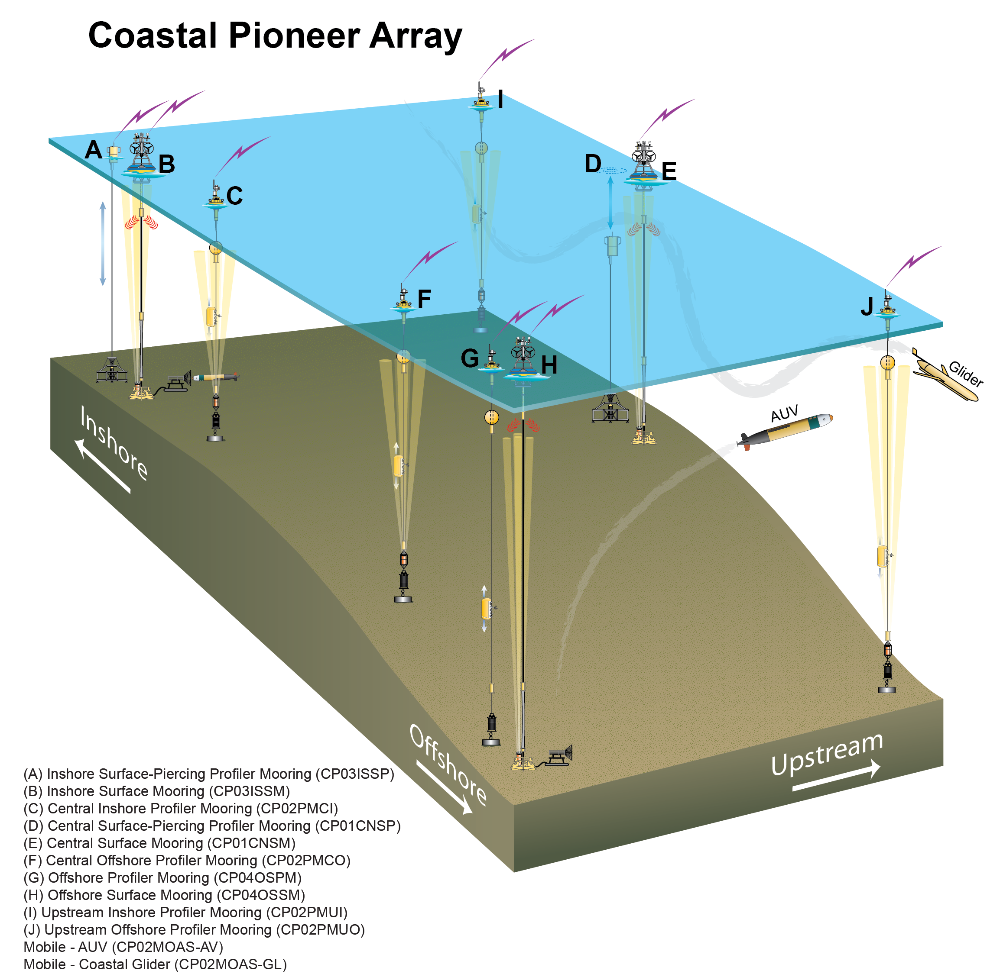 Coastal Pioneer Array
I
A
B
D
E
C
F
J
G
H
Glider
AUV
Inshore
Offshore
Upstream
(A) Inshore Surface-Piercing Profiler Mooring (CP03ISSP)
(B) Inshore Surface Mooring (CP03ISSM)
(C) Central Inshore Profiler Mooring (CP02PMCI)
(D) Central Surface-Piercing Profiler Mooring (CP01CNSP)
(E) Central Surface Mooring (CP01CNSM)
(F) Central Offshore Profiler Mooring (CP02PMCO)
(G) Offshore Profiler Mooring (CP04OSPM)
(H) Offshore Surface Mooring (CP04OSSM)
(I) Upstream Inshore Profiler Mooring (CP02PMUI)
(J) Upstream Offshore Profiler Mooring (CP02PMUO)
Mobile - AUV (CP02MOAS-AV)
Mobile - Coastal Glider (CP02MOAS-GL)